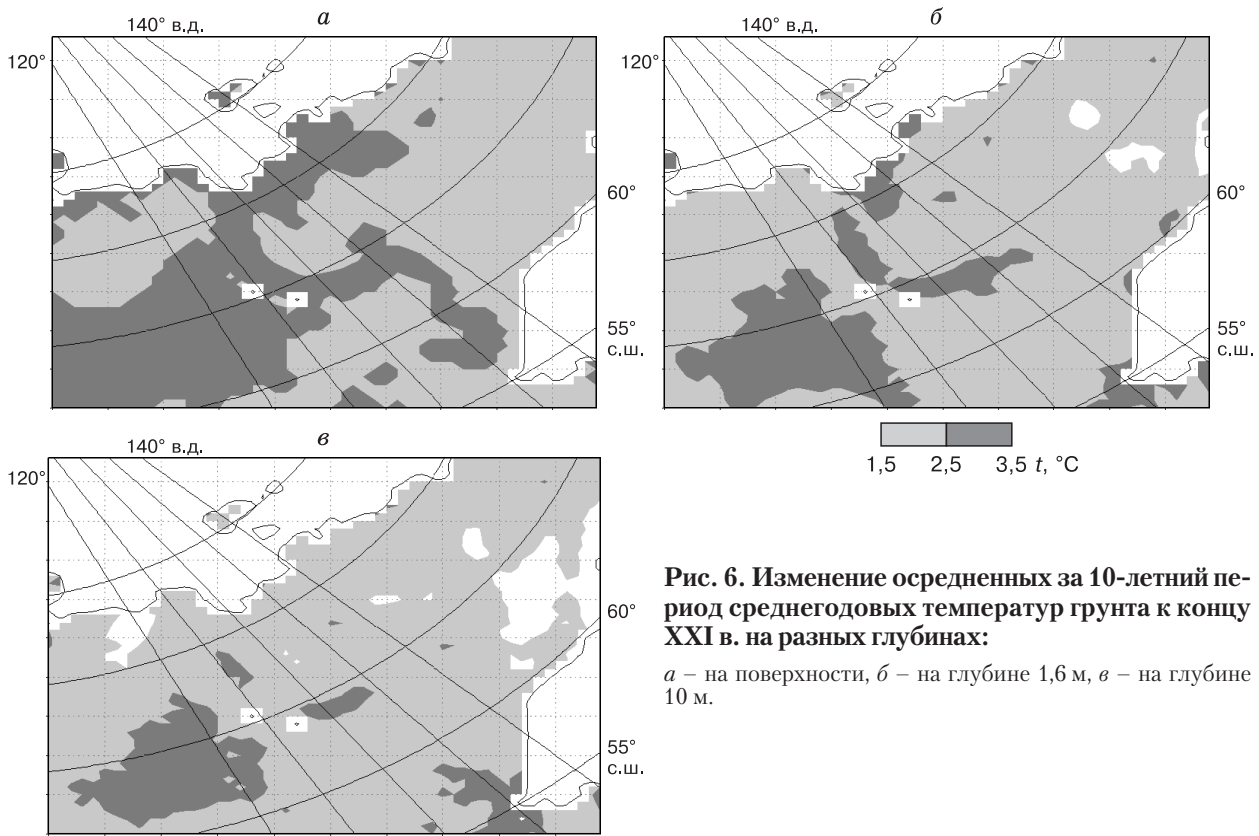 140° в.д.
а
120°
60°
55°
с.ш.
140° в.д.
б
120°
60°
55°
с.ш.
1,5 2,5 3,5 t, °C
140° в.д.
в
120°
60°
55°
с.ш.
Рис. 6. Изменение осредненных за 10-летний пе-
риод среднегодовых температур грунта к концу
XXI в. на разных глубинах:
а – на поверхности, б – на глубине 1,6 м, в – на глубине
10 м.